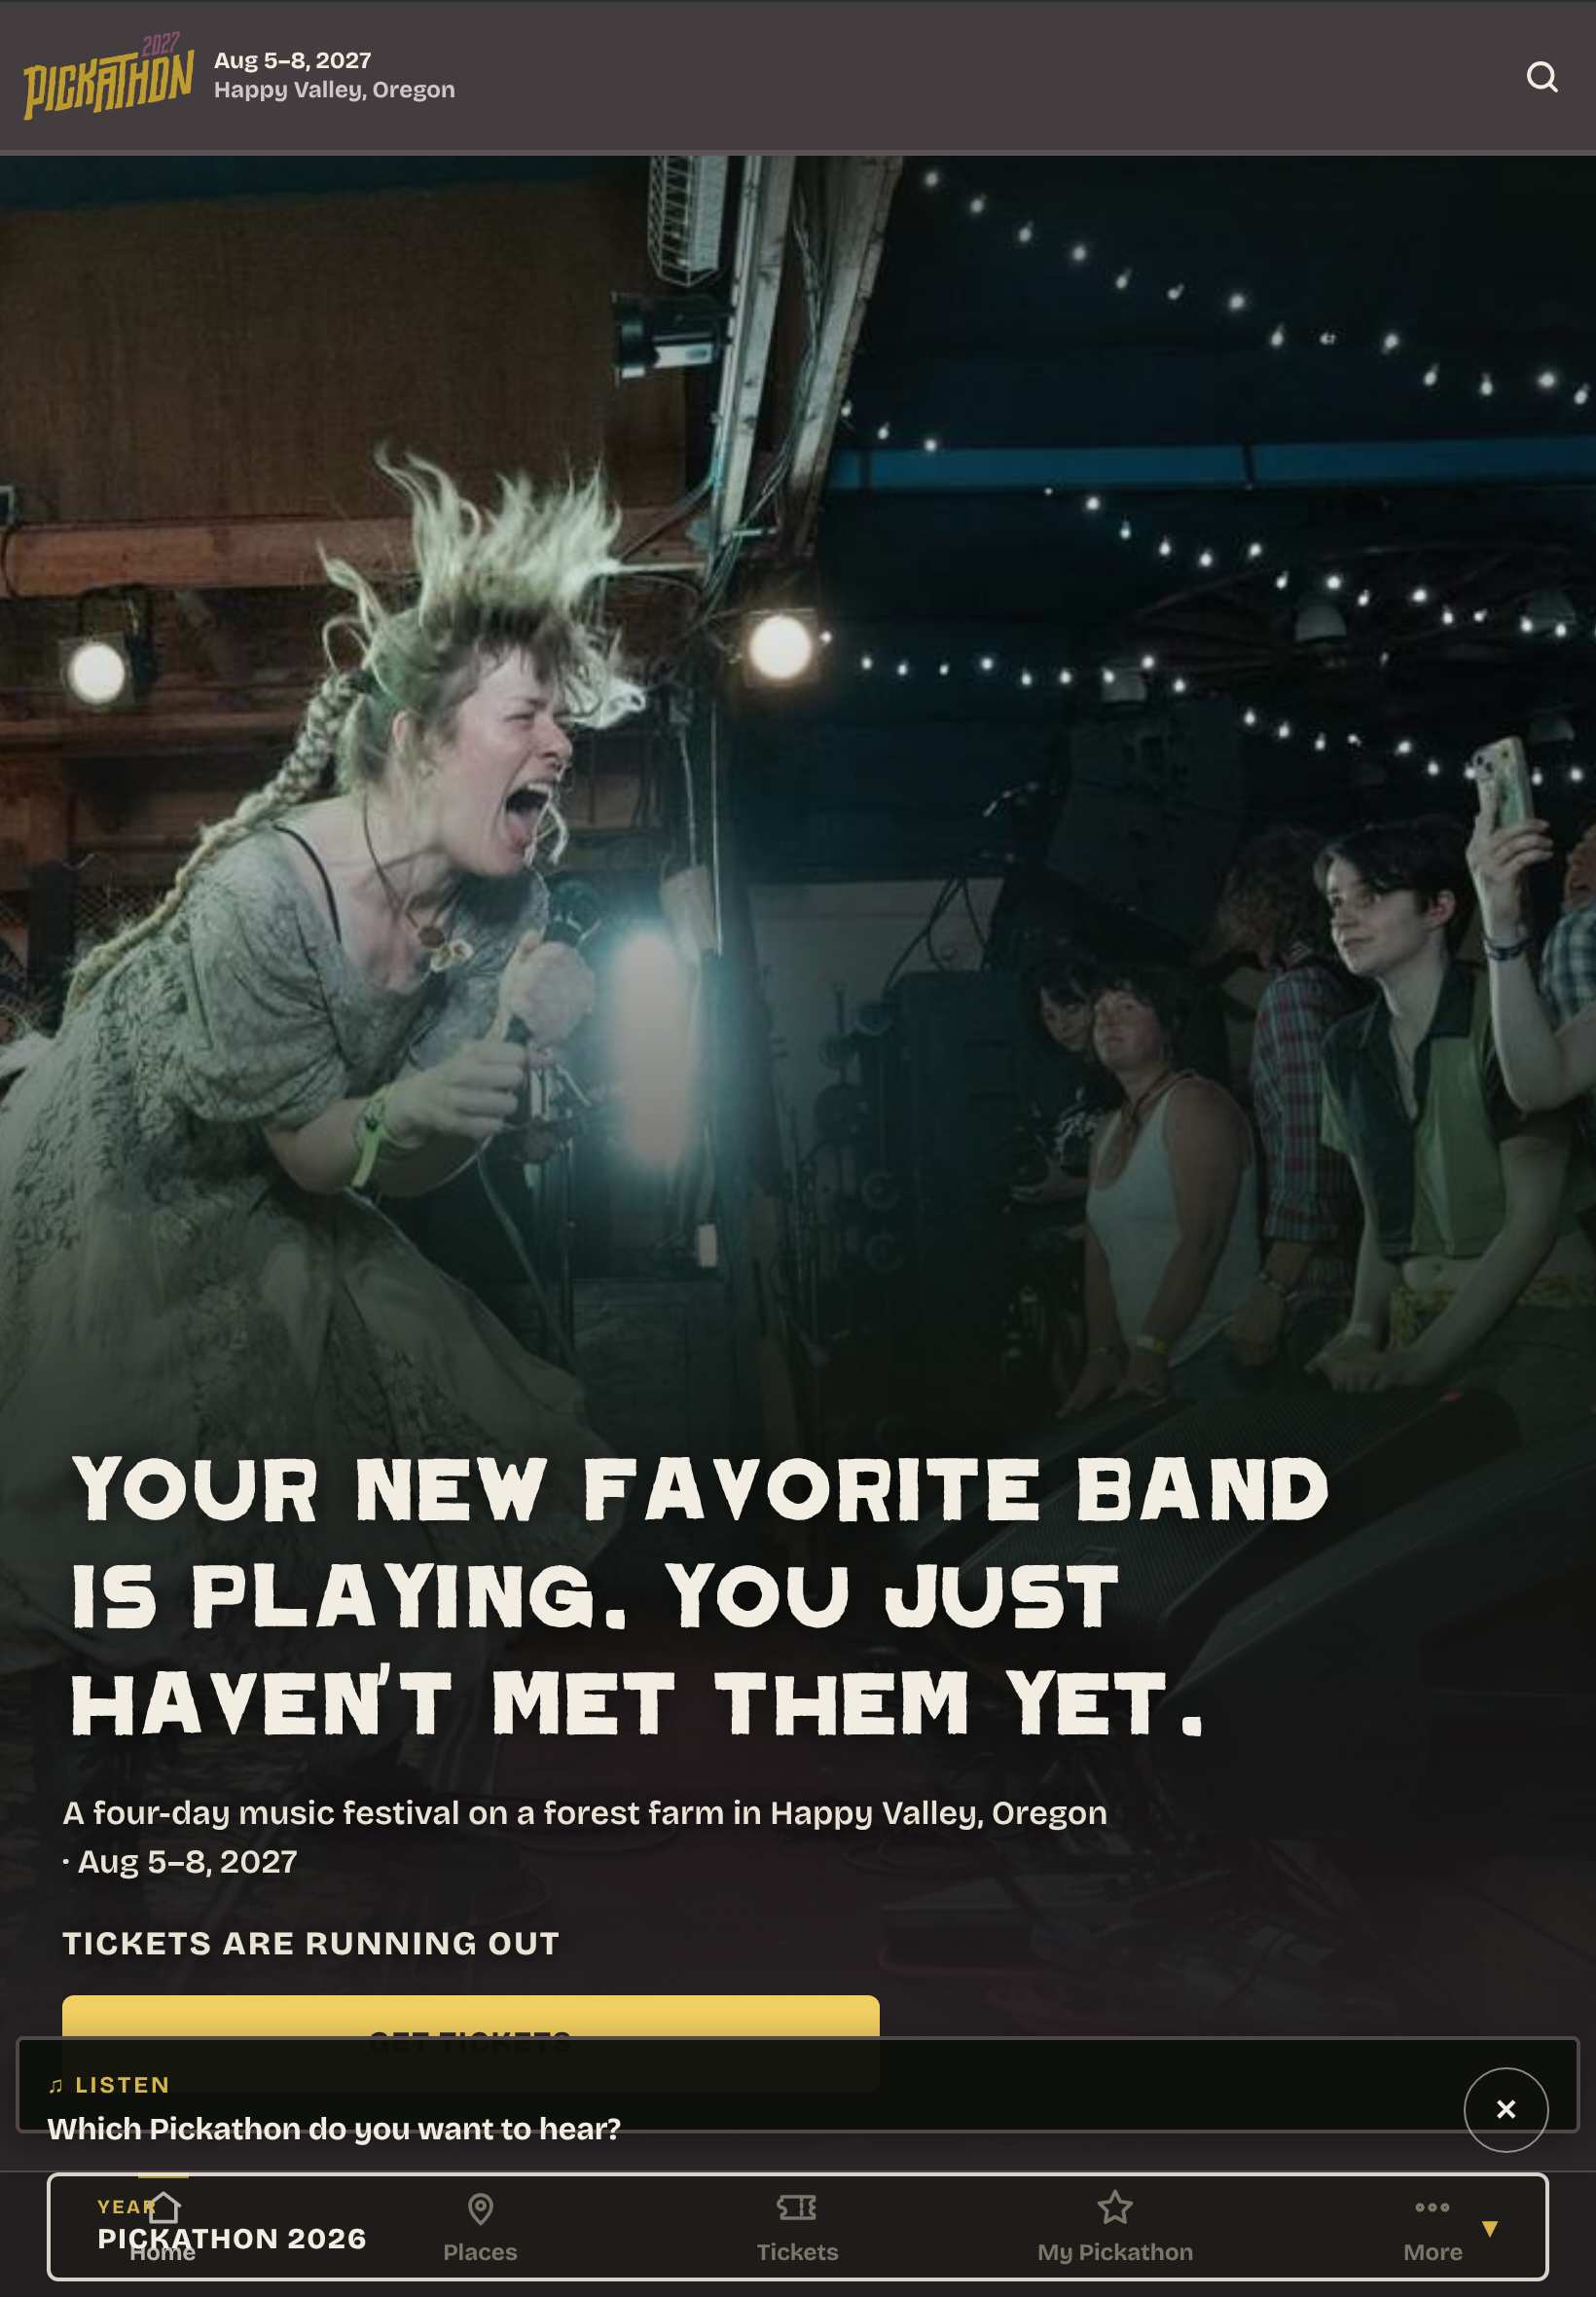 2027
PICKATHON
Aug 5–8, 2027
Happy Valley, Oregon
YOUR NEW FAVORITE BAND
IS PLAYING. YOU JUST
HAVEN'T MET THEM YET.
A four-day music festival on a forest farm in Happy Valley, Oregon
· Aug 5–8, 2027
TICKETS ARE RUNNING OUT
GET TICKETS
♫ LISTEN
Which Pickathon do you want to hear?
YEAR
PICKATHON 2026
Home
Places
Tickets
My Pickathon
More